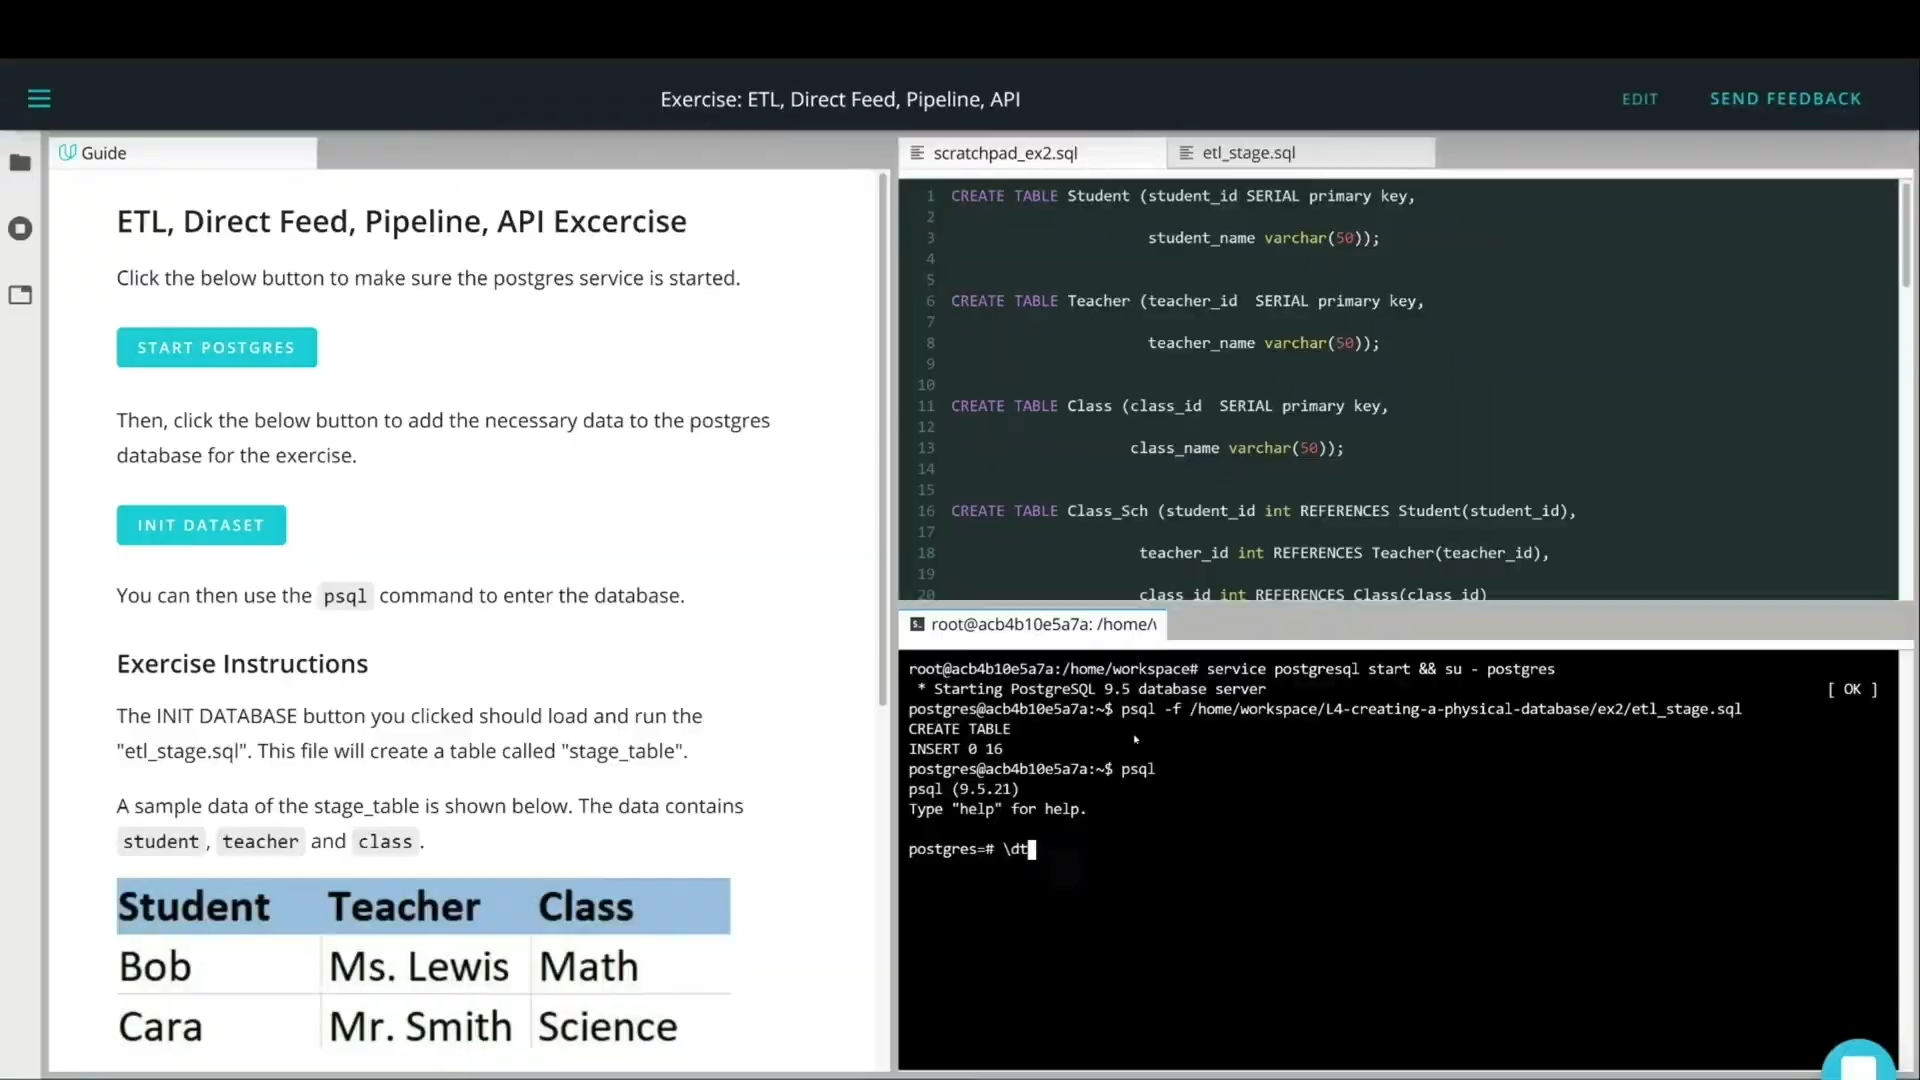 Exercise: ETL, Direct Feed, Pipeline, API
EDIT
SEND FEEDBACK
Guide
ETL, Direct Feed, Pipeline, API Excercise
Click the below button to make sure the postgres service is started.
START POSTGRES
Then, click the below button to add the necessary data to the postgres
database for the exercise.
INIT DATASET
You can then use the psql command to enter the database.
Exercise Instructions
The INIT DATABASE button you clicked should load and run the
"etl_stage.sql". This file will create a table called "stage_table".
A sample data of the stage_table is shown below. The data contains
student, teacher and class.
Student Teacher Class
Bob Ms. Lewis Math
Cara Mr. Smith Science
scratchpad_ex2.sql
etl_stage.sql
1 CREATE TABLE Student (student_id SERIAL primary key,
2
3 student_name varchar(50));
4
5
6 CREATE TABLE Teacher (teacher_id SERIAL primary key,
7
8 teacher_name varchar(50));
9
10
11 CREATE TABLE Class (class_id SERIAL primary key,
12
13 class_name varchar(50));
14
15
16 CREATE TABLE Class_Sch (student_id int REFERENCES Student(student_id),
17
18 teacher_id int REFERENCES Teacher(teacher_id),
19
20 class_id int REFERENCES Class(class_id)
root@acb4b10e5a7a: /home/
root@acb4b10e5a7a:/home/workspace# service postgresql start && su - postgres
* Starting PostgreSQL 9.5 database server [ OK ]
postgres@acb4b10e5a7a:~$ psql -f /home/workspace/L4-creating-a-physical-database/ex2/etl_stage.sql
CREATE TABLE
INSERT 0 16
postgres@acb4b10e5a7a:~$ psql
psql (9.5.21)
Type "help" for help.
postgres=# \dt